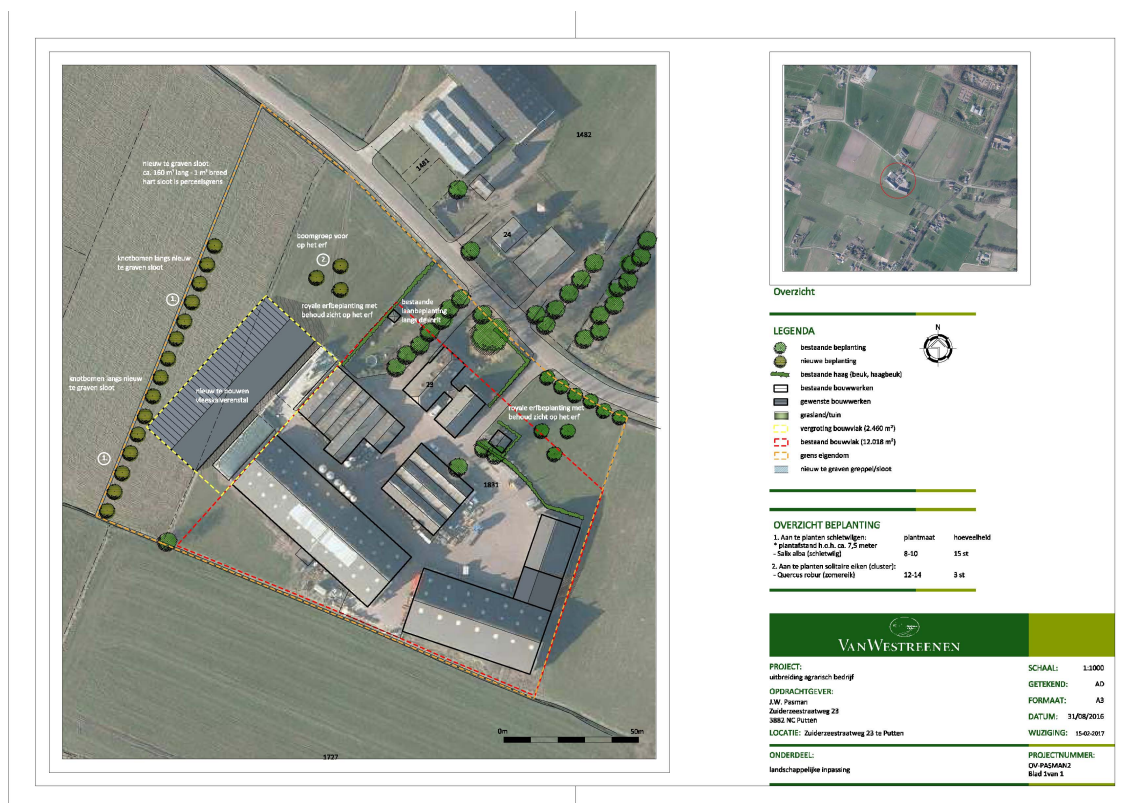 nieuw te graven sloot
ca. 160 m¹ lang - 1 m¹ breed
hart sloot is perceelsgrens
knotbomen langs nieuw
te graven sloot
1.
knotbomen langs nieuw
te graven sloot
1.
boomgroep voor
op het erf
2.
royale erfbeplanting met
behoud zicht op het erf
bestaande
laanbeplanting
langs de
nieuw te bouwen
vleeskalverenstal
royale erfbeplanting met
behoud zicht op het erf
1481
1482
24
23
1831
1727
0m
50m
Overzicht
LEGENDA
N
bestaande beplanting
nieuwe beplanting
bestaande haag (beuk, haagbeuk)
bestaande bouwwerken
gewenste bouwwerken
grasland/tuin
vergroting bouwvlak (2.460 m²)
bestaand bouwvlak (12.018 m²)
grens eigendom
nieuw te graven greppel/sloot
OVERZICHT BEPLANTING
1. Aan te planten schietwilgen: plantmaat hoeveelheid
* plantafstand h.o.h. ca. 7,5 meter
- Salix alba (schietwilg) 8-10 15 st
2. Aan te planten solitaire eiken (cluster):
- Quercus robur (zomereik) 12-14 3 st
VANWESTREENEN
PROJECT:
uitbreiding agrarisch bedrijf
OPDRACHTGEVER:
J.W. Pasman
Zuiderzeestraatweg 23
3882 NC Putten
LOCATIE: Zuiderzeestraatweg 23 te Putten
SCHAAL: 1:1000
GETEKEND: AD
FORMAAT: A3
DATUM: 31/08/2016
WIJZIGING: 15-02-2017
ONDERDEEL:
landschappelijke inpassing
PROJECTNUMMER:
OV-PASMAN2
Blad 1van 1